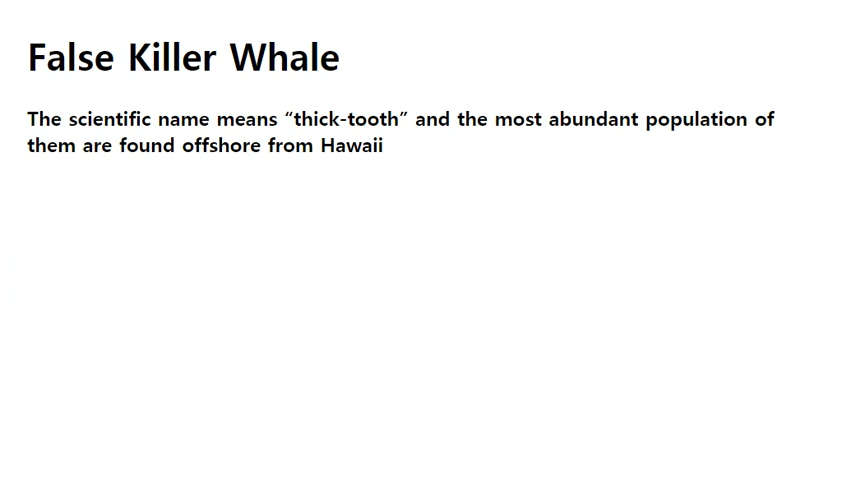 False Killer Whale
The scientific name means “thick-tooth” and the most abundant population of
them are found offshore from Hawaii